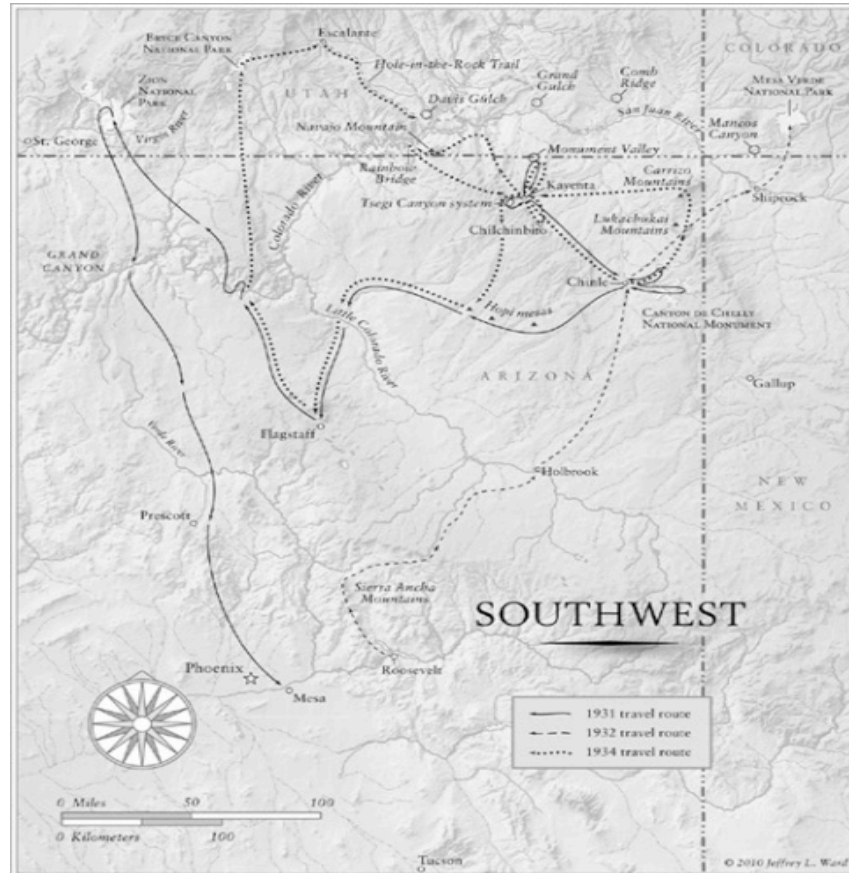 BRYCE CANYON
NATIONAL PARK
Escalante
COLORADO
ZION
NATIONAL
PARK
UTAH
Hole-in-the-Rock Trail
Grand
Gulch
Comb
Ridge
MESA VERDE
NATIONAL PARK
Davis Gulch
San Juan River
St. George
Virgin River
Navajo Mountain
Mancos
Canyon
Monument Valley
Rainbow
Bridge
Kayenta
Carrizo
Mountains
Shiprock
Colorado River
Tsegi Canyon system
Chilchinbito
Lukachukai
Mountains
GRAND
CANYON
Chinle
Little Colorado River
Hopi mesas
CANYON DE CHELLY
NATIONAL MONUMENT
ARIZONA
Gallup
Flagstaff
Verde River
Holbrook
NEW
MEXICO
Prescott
Sierra Ancha
Mountains
SOUTHWEST
Phoenix
Roosevelt
Mesa
1931 travel route
1932 travel route
1934 travel route
0 Miles 50 100
0 Kilometers 100
Tucson
© 2010 Jeffrey L. Ward